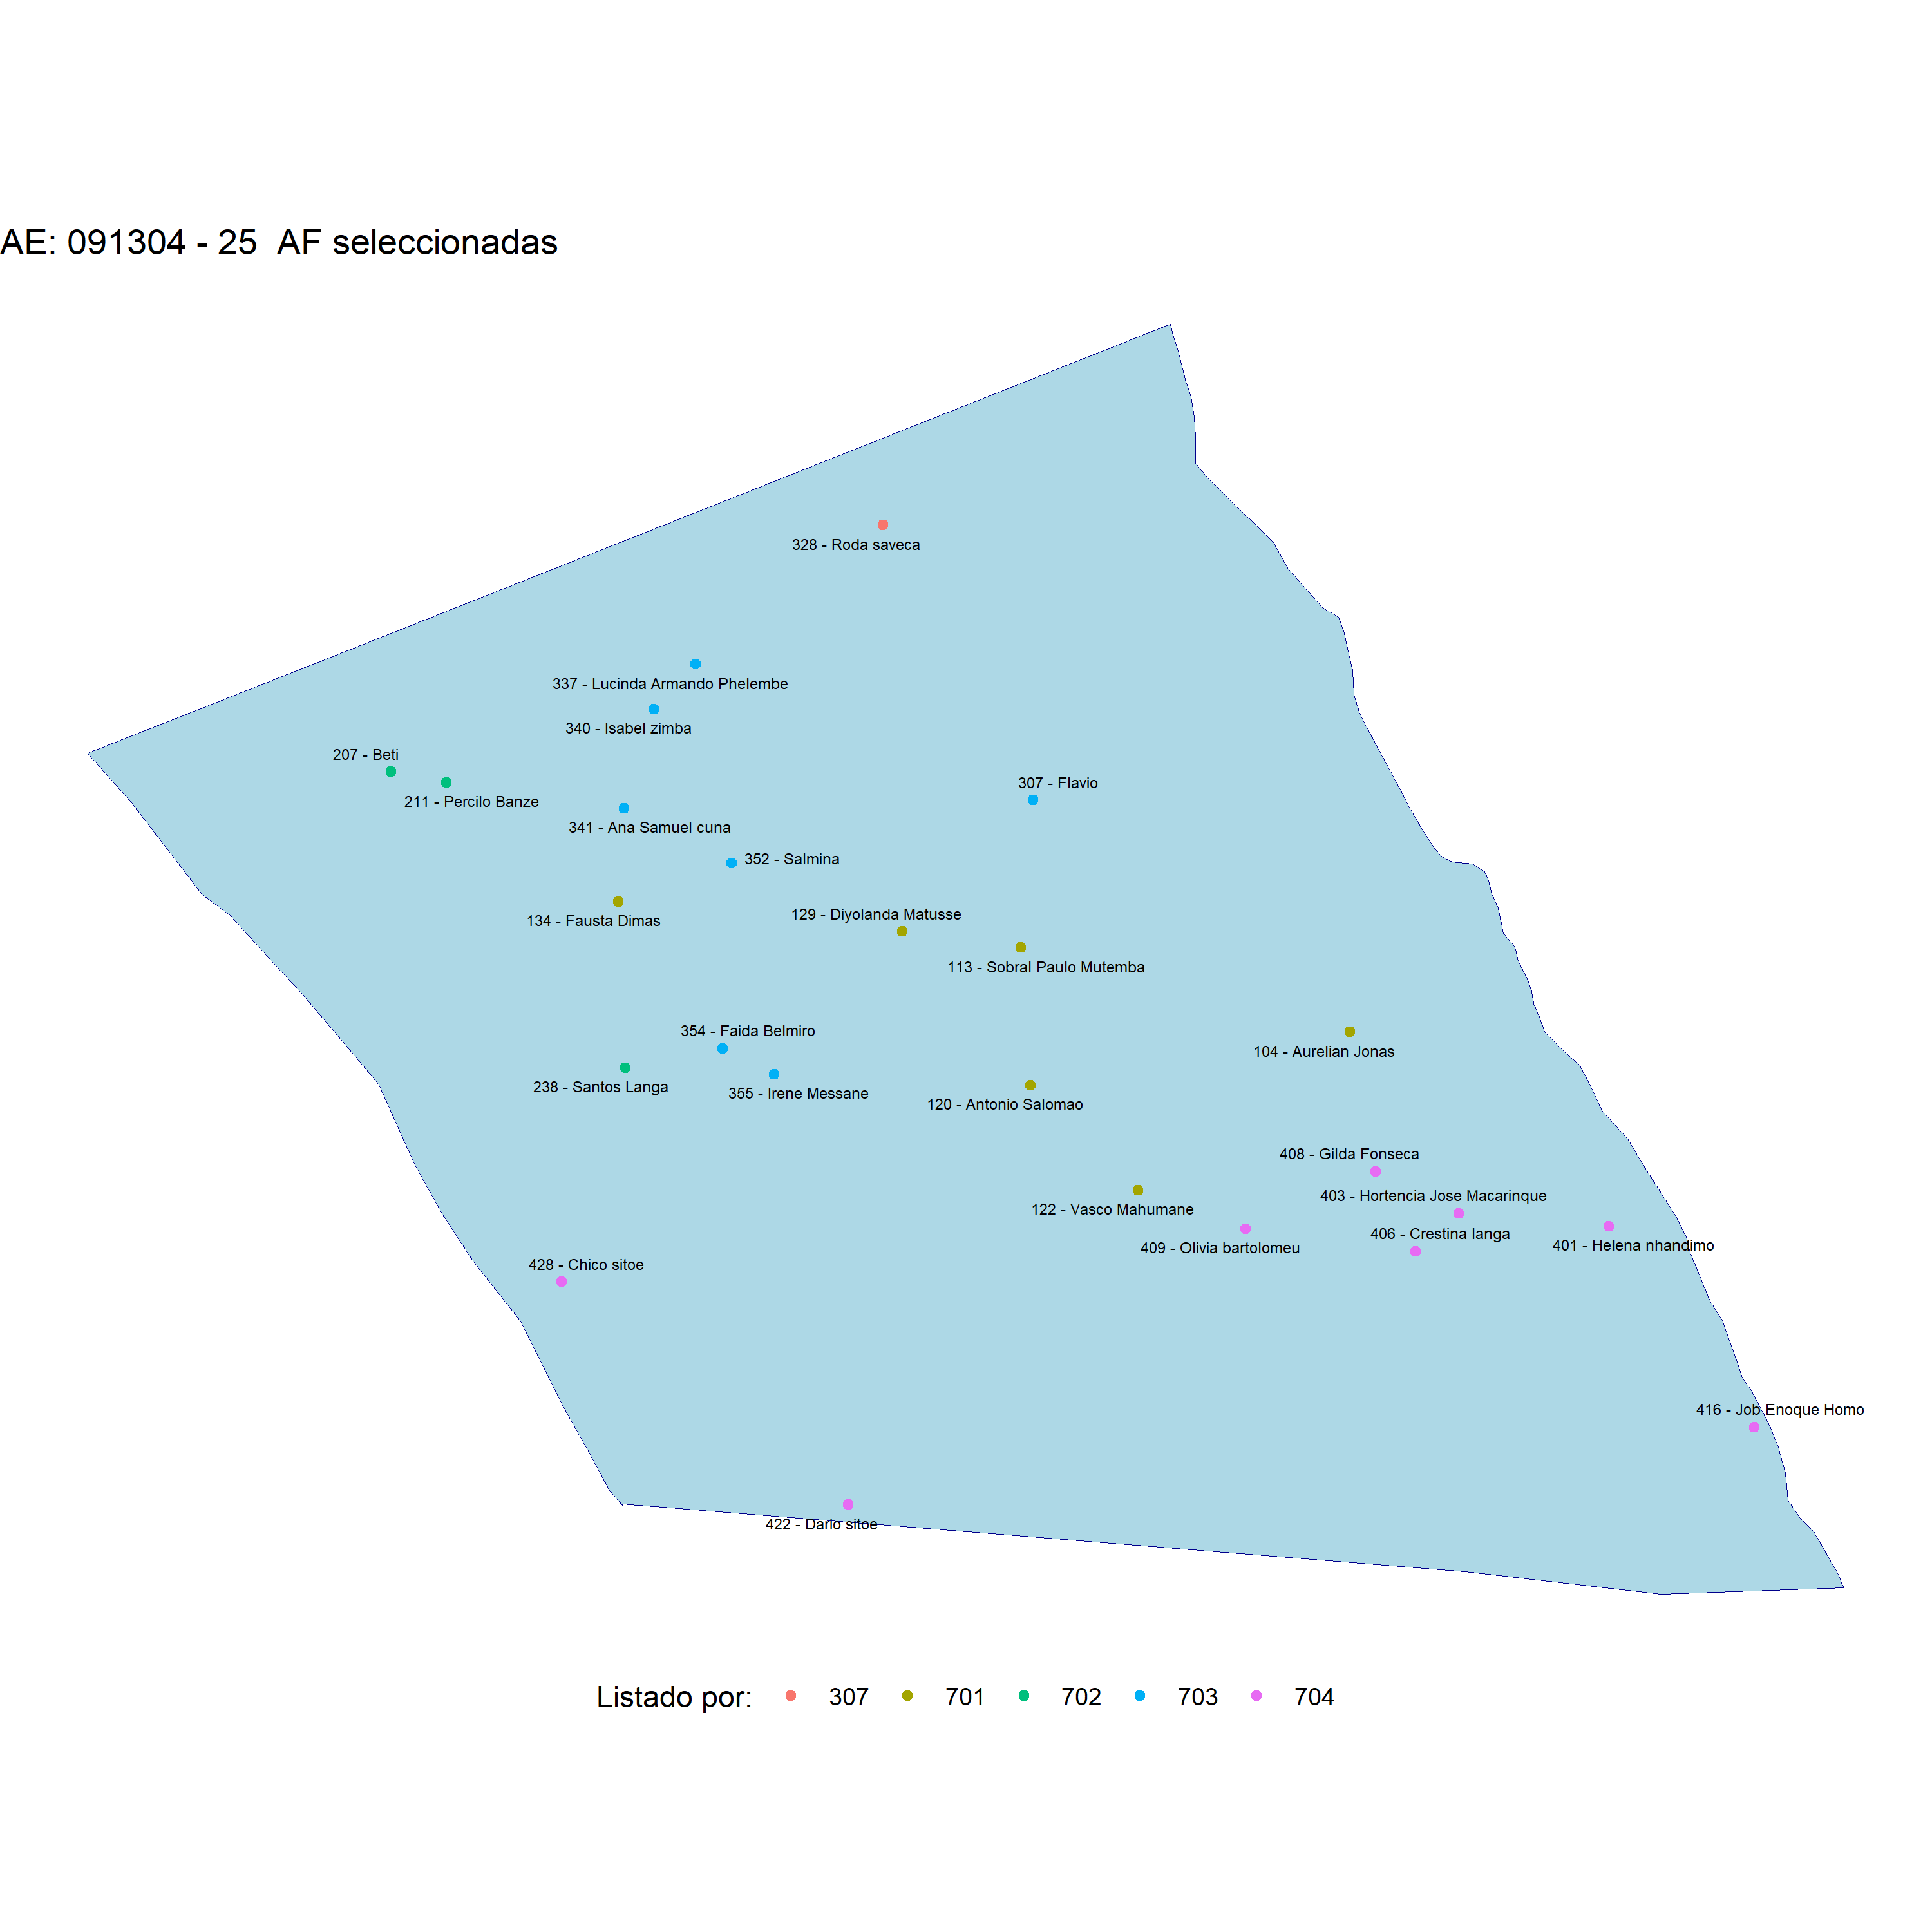 AE: 091304 - 25  AF seleccionadas
328 - Roda saveca
337 - Lucinda Armando Phelembe
340 - Isabel zimba
207 - Beti
307 - Flavio
211 - Percilo Banze
341 - Ana Samuel cuna
352 - Salmina
129 - Diyolanda Matusse
134 - Fausta Dimas
113 - Sobral Paulo Mutemba
354 - Faida Belmiro
104 - Aurelian Jonas
238 - Santos Langa
355 - Irene Messane
120 - Antonio Salomao
408 - Gilda Fonseca
403 - Hortencia Jose Macarinque
122 - Vasco Mahumane
406 - Crestina langa
401 - Helena nhandimo
409 - Olivia bartolomeu
428 - Chico sitoe
416 - Job Enoque Homo
422 - Dario sitoe
Listado por: 307 701 702 703 704